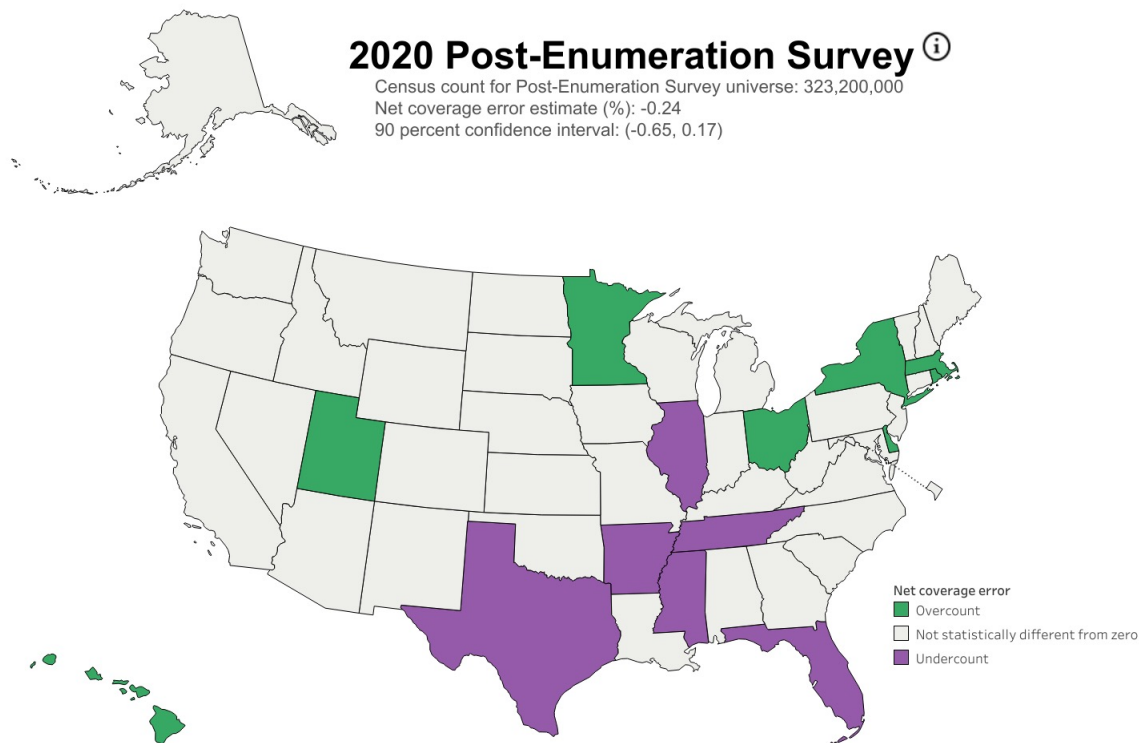 2020 Post-Enumeration Survey
Census count for Post-Enumeration Survey universe: 323,200,000
Net coverage error estimate (%): -0.24
90 percent confidence interval: (-0.65, 0.17)
Net coverage error
Overcount
Not statistically different from zero
Undercount